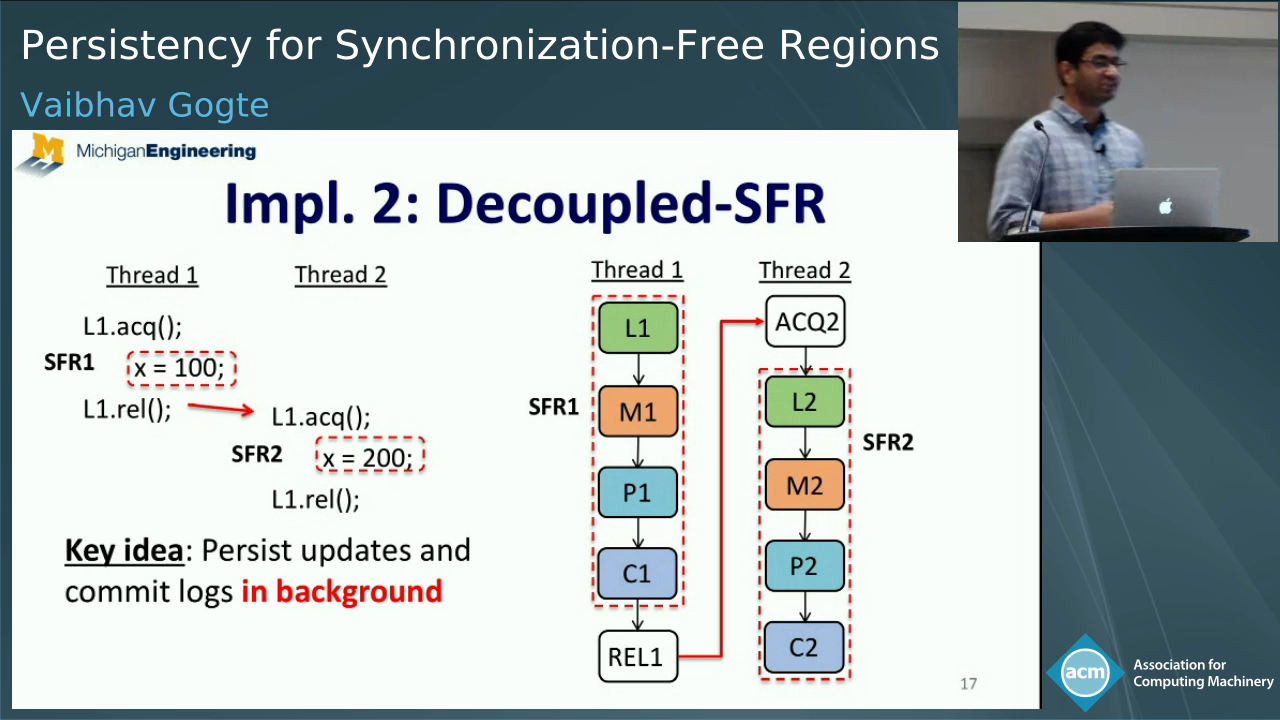 Persistency for Synchronization-Free Regions
Vaibhav Gogte
M MichiganEngineering
Impl. 2: Decoupled-SFR
Thread 1
Thread 2
L1.acq();
SFR1
x = 100;
L1.rel();
L1.acq();
SFR2
x = 200;
L1.rel();
Key idea: Persist updates and
commit logs in background
Thread 1
Thread 2
L1
M1
SFR1
P1
C1
REL1
ACQ2
L2
SFR2
M2
P2
C2
17
acm
Association for
Computing Machinery